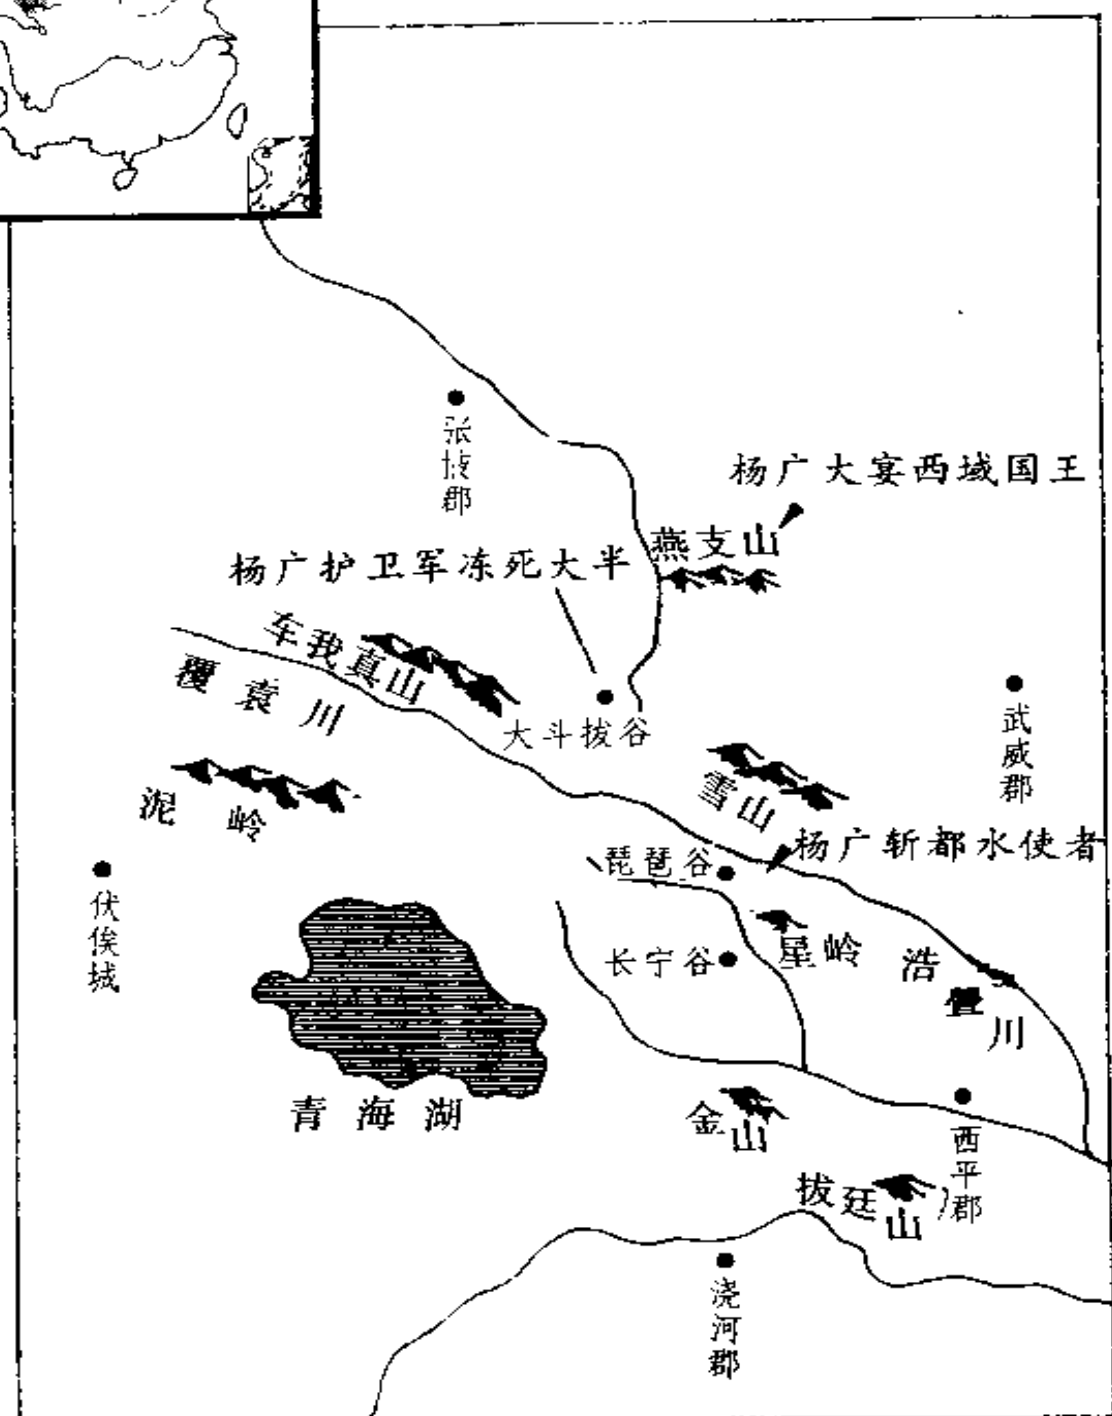 张掖郡
杨广大宴西域国王
燕支山
杨广护卫军冻死大半
车我真山
覆袁川
大斗拔谷
武威郡
雪山
泥岭
杨广斩都水使者
琵琶谷
伏俟城
星岭
长宁谷
浩亹川
青海湖
金山
西平郡
拔延山
浇河郡